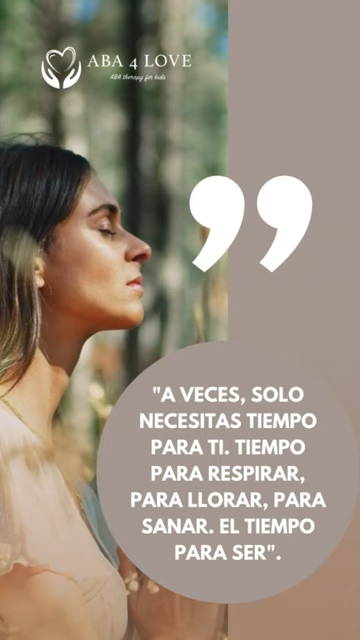 ABA 4 LOVE
ABA therapy for kids
"A VECES, SOLO
NECESITAS TIEMPO
PARA TI. TIEMPO
PARA RESPIRAR,
PARA LLORAR, PARA
SANAR. EL TIEMPO
PARA SER".